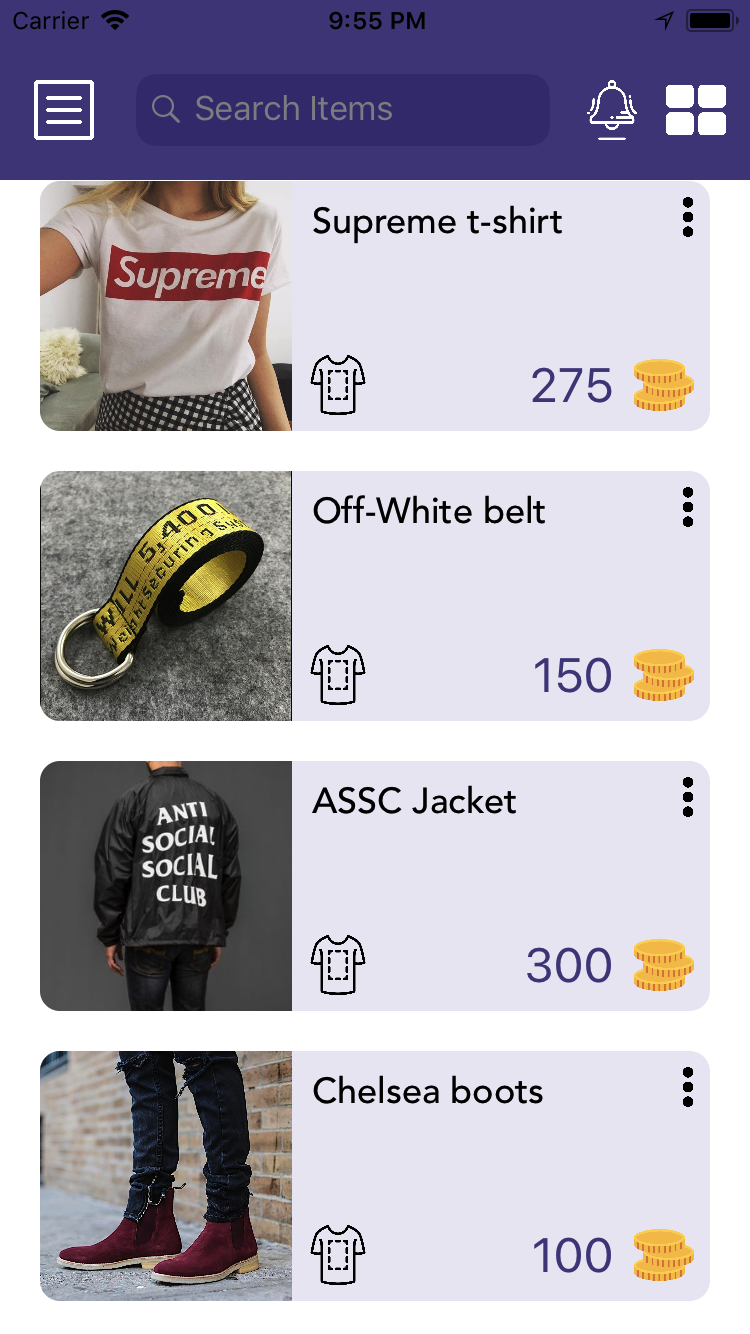 Carrier 9:55 PM
Search Items
Supreme t-shirt
Supreme
275
Off-White belt
WILL 5,400
150
ASSC Jacket
ANTI
SOCIAL
SOCIAL
CLUB
300
Chelsea boots
100